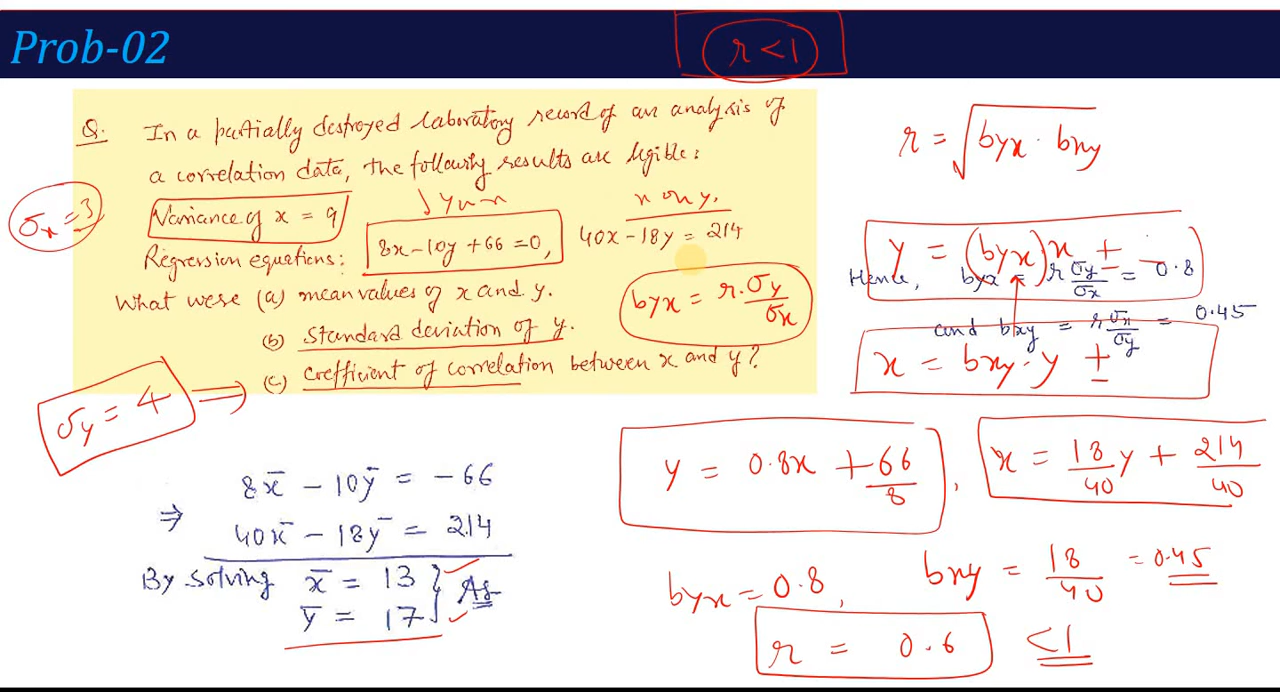 Prob-02
r < 1
Q. In a partially destroyed laboratory record of an analysis of
a correlation data, the following results are legible:
y on x
x on y.
σx = 3
Variance of x = 9
Regression equations: 8x - 10y + 66 = 0, 40x - 18y = 214
What were (a) mean values of x and y.
(b) standard deviation of y.
(c) coefficient of correlation between x and y?
byx = r. σy/σx
σy = 4 ⇒
r = √byx . bxy
y = (byx) x ±
Hence, byx = r σy/σx = 0.8
and bxy = r σx/σy = 0.45
x = bxy. y ±
8x̄ - 10ȳ = -66
⇒ 40x̄ - 18ȳ = 214
By solving x̄ = 13
ȳ = 17 } As
y = 0.8x + 66/8 , x = 18/40 y + 214/40
byx = 0.8, bxy = 18/40 = 0.45
r = 0.6 < 1